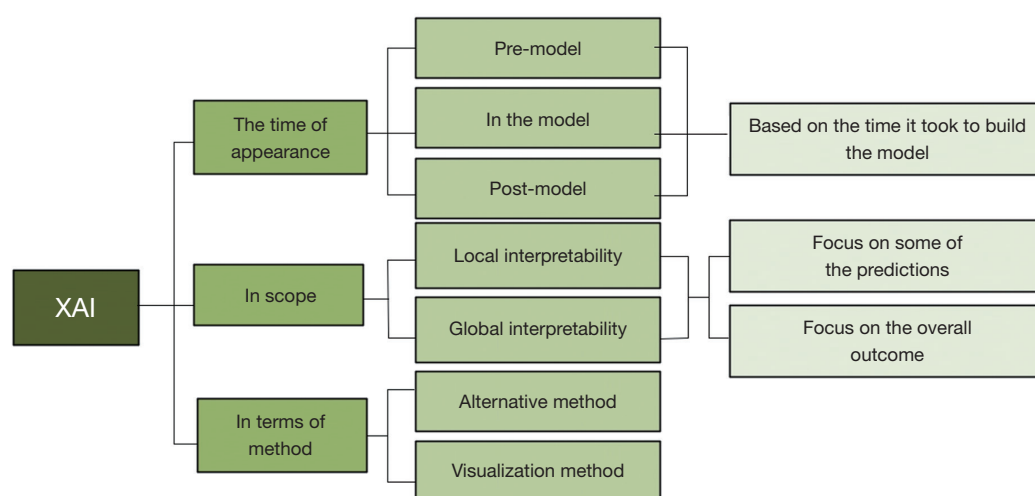 XAI
The time of
appearance
Pre-model
In the model
Post-model
Based on the time it took to build
the model
In scope
Local interpretability
Global interpretability
Focus on some of
the predictions
Focus on the overall
outcome
In terms of
method
Alternative method
Visualization method